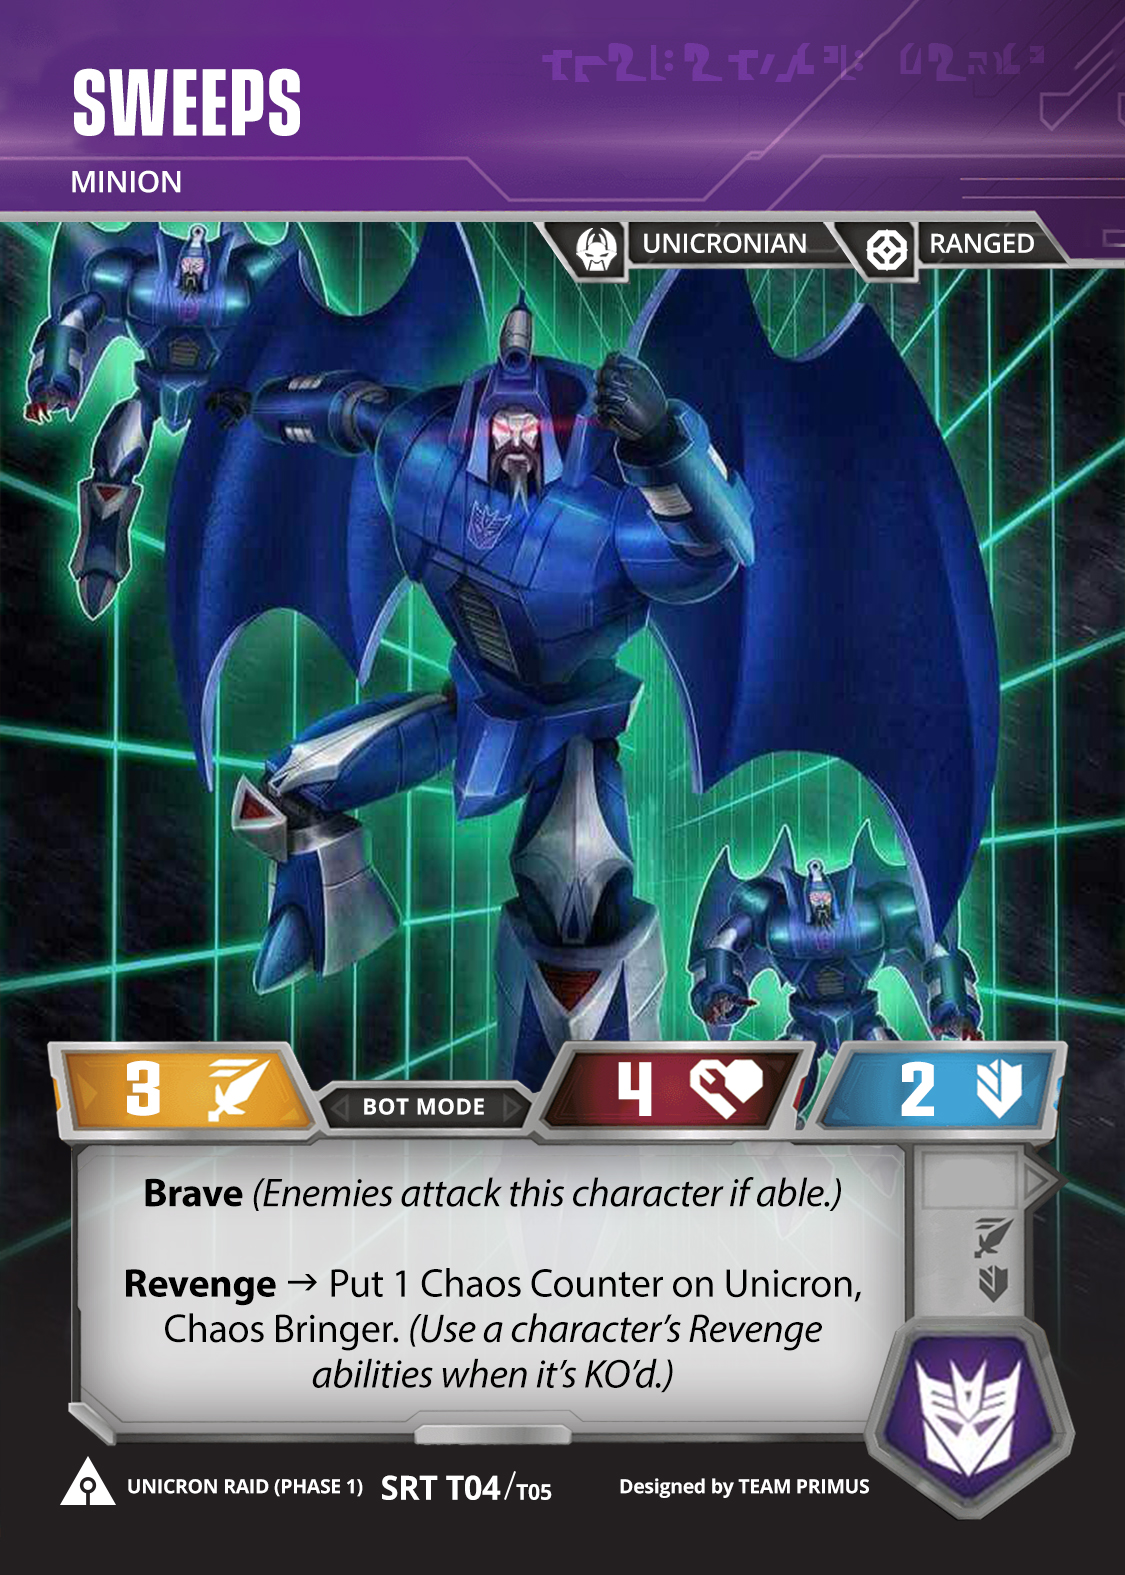 SWEEPS
MINION
UNICRONIAN
RANGED
3
BOT MODE
4
2
Brave (Enemies attack this character if able.)
Revenge → Put 1 Chaos Counter on Unicron,
Chaos Bringer. (Use a character's Revenge
abilities when it's KO'd.)
UNICRON RAID (PHASE 1) SRT T04/T05
Designed by TEAM PRIMUS